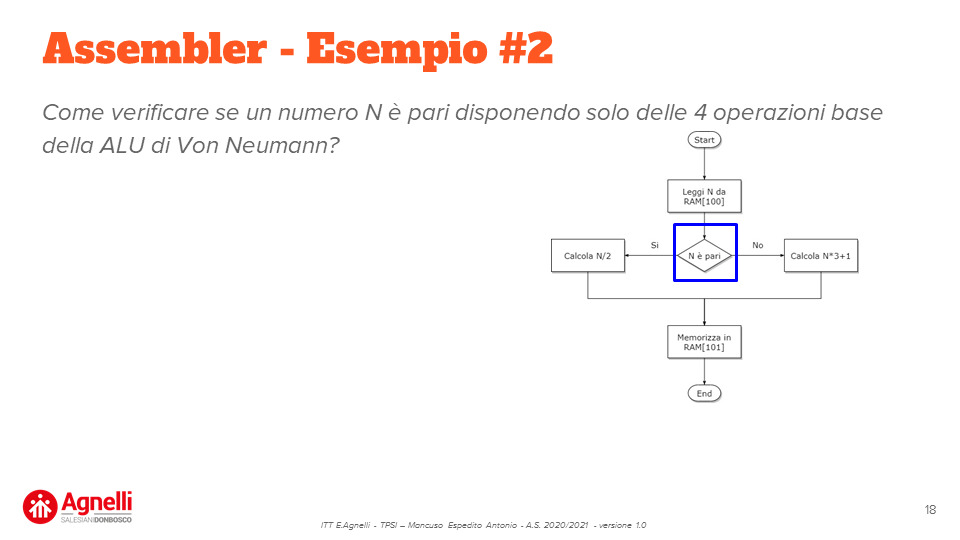 Assembler - Esempio #2
Come verificare se un numero N è pari disponendo solo delle 4 operazioni base
della ALU di Von Neumann?
Start
Leggi N da
RAM[100]
Si
No
Calcola N/2
N è pari
Calcola N*3+1
Memorizza in
RAM[101]
End
Agnelli
SALESIANIDONBOSCO
18
ITT E.Agnelli - TPSI – Mancuso Espedito Antonio - A.S. 2020/2021 - versione 1.0